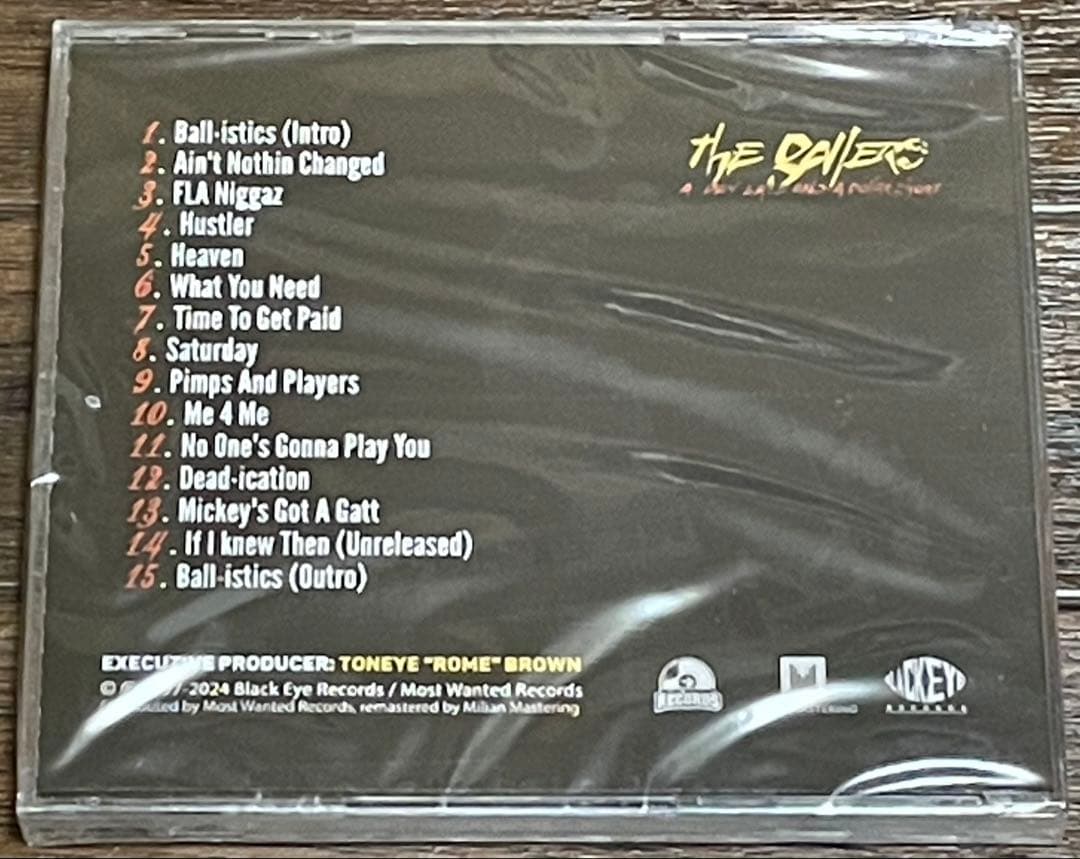 1. Ball-istics (Intro)
2. Ain't Nothin Changed
3. FLA Niggaz
4. Hustler
5. Heaven
6. What You Need
7. Time To Get Paid
8. Saturday
9. Pimps And Players
10. Me 4 Me
11. No One's Gonna Play You
12. Dead-ication
13. Mickey's Got A Gatt
14. If I knew Then (Unreleased)
15. Ball-istics (Outro)
the
A AND A
EXECUTIVE PRODUCER: TONEYE "ROME" BROWN
-2024 Black Eye Records / Most Wanted Records
by Most Wanted Records, remastered by Milian Mastering
RECORDS
M
RECORDS